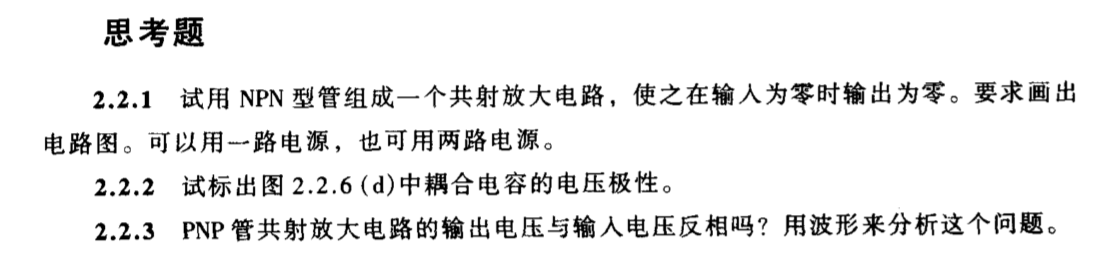 思考题
2.2.1 试用 NPN 型管组成一个共射放大电路，使之在输入为零时输出为零。要求画出
电路图。可以用一路电源，也可用两路电源。
2.2.2 试标出图 2.2.6(d)中耦合电容的电压极性。
2.2.3 PNP 管共射放大电路的输出电压与输入电压反相吗？用波形来分析这个问题。